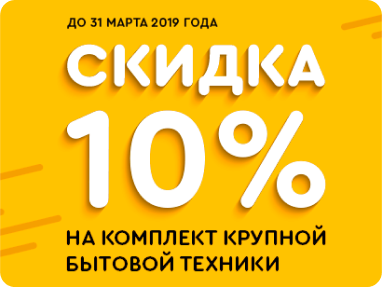 ДО 31 МАРТА 2019 ГОДА
СКИДКА
10%
НА КОМПЛЕКТ КРУПНОЙ
БЫТОВОЙ ТЕХНИКИ